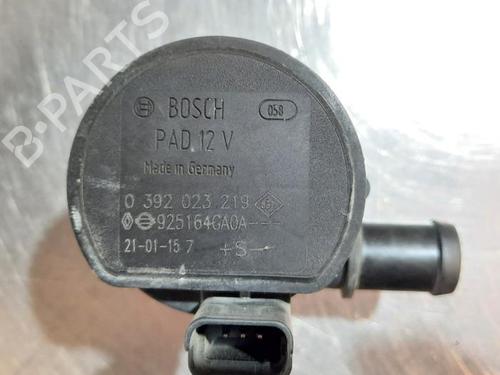 BOSCH
058
PAD 12 V
Made in Germany
0 392 023 219
925164GA0A---
21-01-15 7 +S-
B-PARTS